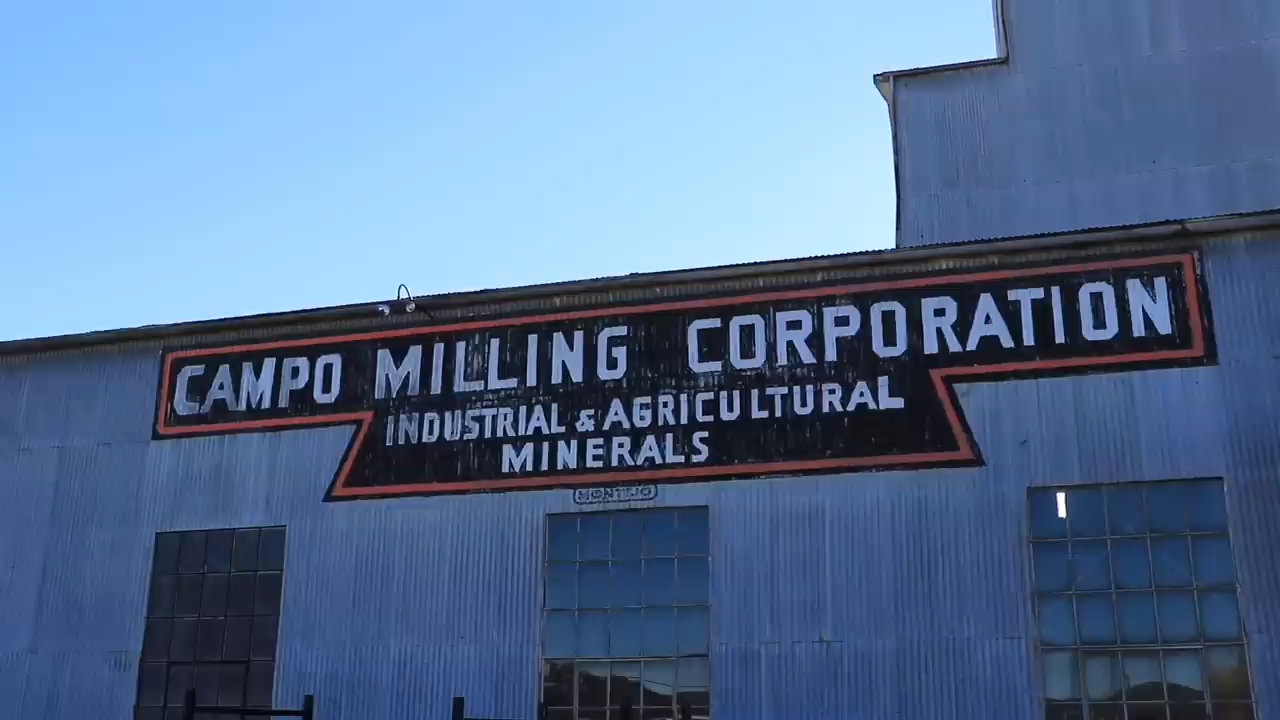 CAMPO MILLING CORPORATION
INDUSTRIAL & AGRICULTURAL
MINERALS
MONTIJO